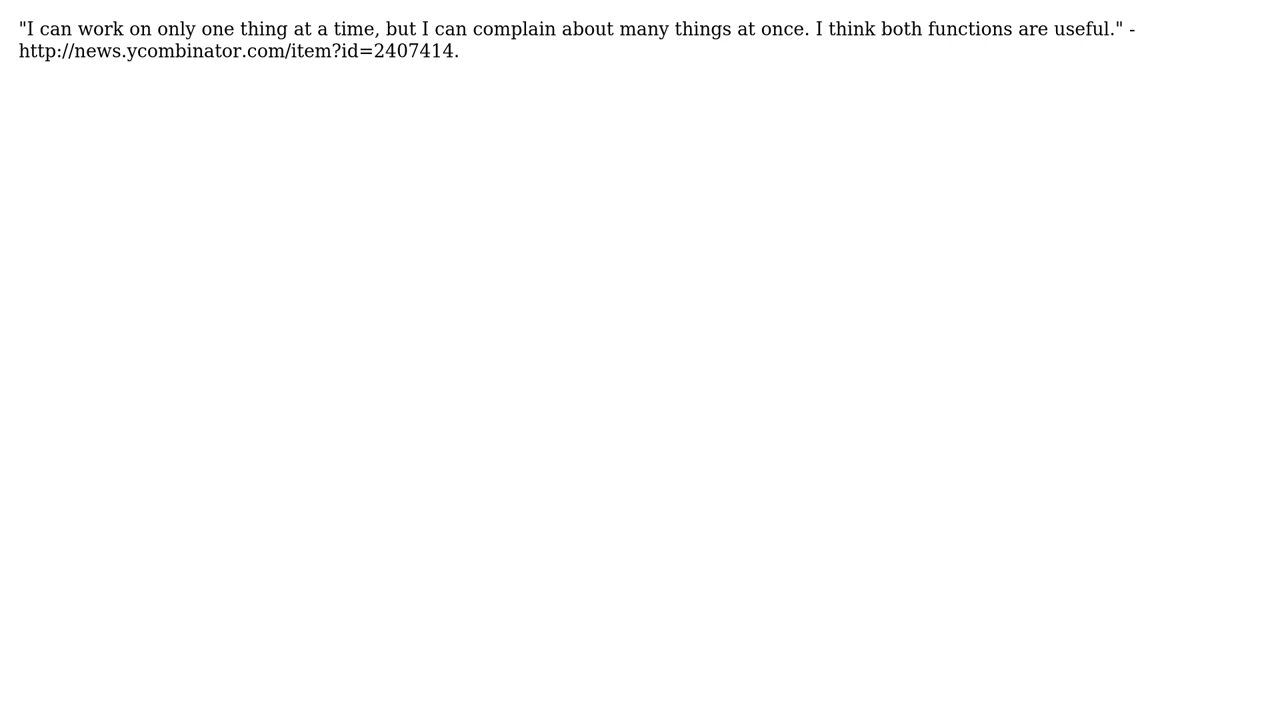 "I can work on only one thing at a time, but I can complain about many things at once. I think both functions are useful." -
http://news.ycombinator.com/item?id=2407414.